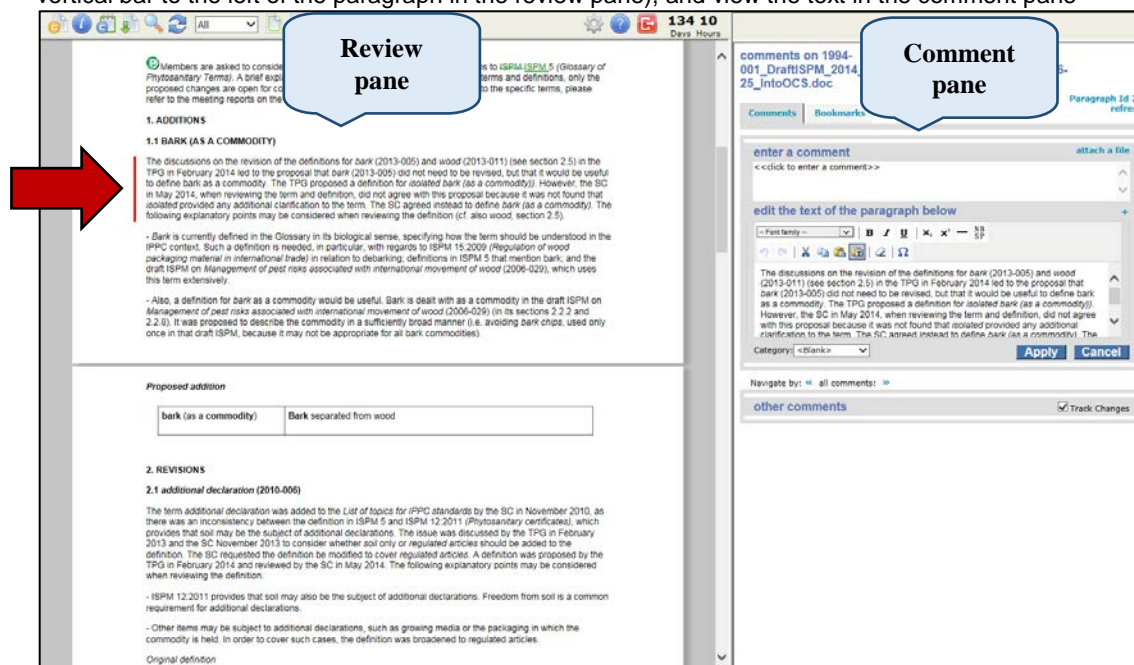 vertical bar to the left of the paragraph in the review pane), and view the text in the comment pane
All
134 10
Days Hours
Review
pane
Comment
pane
Members are asked to conside
s to ISPM ISPM 5 (Glossary of
Phytosanitary Terms). A brief expl
terms and definitions, only the
proposed changes are open for co
to the specific terms, please
refer to the meeting reports on the
1. ADDITIONS
1.1 BARK (AS A COMMODITY)
The discussions on the revision of the definitions for bark (2013-005) and wood (2013-011) (see section 2.5) in the
TPG in February 2014 led to the proposal that bark (2013-005) did not need to be revised, but that it would be useful
to define bark as a commodity. The TPG proposed a definition for isolated bark (as a commodity)). However, the SC
in May 2014, when reviewing the term and definition, did not agree with this proposal because it was not found that
isolated provided any additional clarification to the term. The SC agreed instead to define bark (as a commodity). The
following explanatory points may be considered when reviewing the definition (cf. also wood, section 2.5).
- Bark is currently defined in the Glossary in its biological sense, specifying how the term should be understood in the
IPPC context. Such a definition is needed, in particular, with regards to ISPM 15:2009 (Regulation of wood
packaging material in international trade) in relation to debarking; definitions in ISPM 5 that mention bark; and the
draft ISPM on Management of pest risks associated with international movement of wood (2006-029), which uses
this term extensively.
- Also, a definition for bark as a commodity would be useful. Bark is dealt with as a commodity in the draft ISPM on
Management of pest risks associated with international movement of wood (2006-029) (in its sections 2.2.2 and
2.2.8). It was proposed to describe the commodity in a sufficiently broad manner (i.e. avoiding bark chips, used only
once in that draft ISPM, because it may not be appropriate for all bark commodities).
Proposed addition
bark (as a commodity) Bark separated from wood
2. REVISIONS
2.1 additional declaration (2010-006)
The term additional declaration was added to the List of topics for IPPC standards by the SC in November 2010, as
there was an inconsistency between the definition in ISPM 5 and ISPM 12:2011 (Phytosanitary certificates), which
provides that soil may be the subject of additional declarations. The issue was discussed by the TPG in February
2013 and the SC November 2013 to consider whether soil only or regulated articles should be added to the
definition. The SC requested the definition be modified to cover regulated articles. A definition was proposed by the
TPG in February 2014 and reviewed by the SC in May 2014. The following explanatory points may be considered
when reviewing the definition.
- ISPM 12:2011 provides that soil may also be the subject of additional declarations. Freedom from soil is a common
requirement for additional declarations.
- Other items may be subject to additional declarations, such as growing media or the packaging in which the
commodity is held. In order to cover such cases, the definition was broadened to regulated articles.
Original definition
comments on 1994-
001_DraftISPM_2014_
25_IntoOCS.doc
Paragraph Id
refre
Comments Bookmarks
enter a comment attach a file
<<click to enter a comment>>
edit the text of the paragraph below +
-- Font family -- B I U × x² — NB SP
Ω
The discussions on the revision of the definitions for bark (2013-005) and wood
(2013-011) (see section 2.5) in the TPG in February 2014 led to the proposal that
bark (2013-005) did not need to be revised, but that it would be useful to define bark
as a commodity. The TPG proposed a definition for isolated bark (as a commodity)).
However, the SC in May 2014, when reviewing the term and definition, did not agree
with this proposal because it was not found that isolated provided any additional
clarification to the term. The SC agreed instead to define bark (as a commodity). The
Category: <Blank> Apply Cancel
Navigate by: « all comments: »
other comments Track Changes